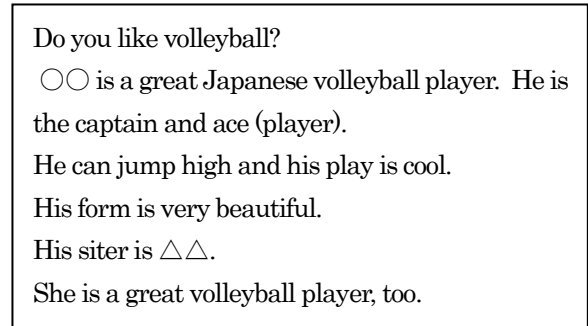 Do you like volleyball?
○○ is a great Japanese volleyball player. He is
the captain and ace (player).
He can jump high and his play is cool.
His form is very beautiful.
His siter is △△.
She is a great volleyball player, too.